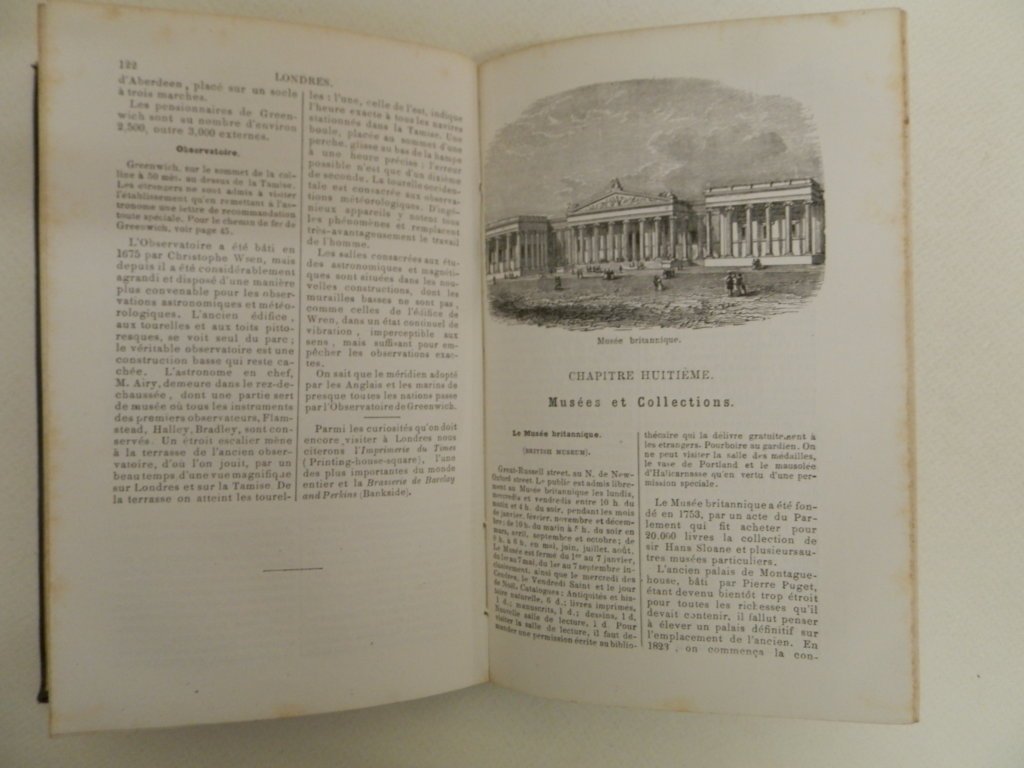 122
LONDRES.
d'Aberdeen, placé sur un socle
à trois marches.
Les pensionnaires de Green-
wich sont au nombre d'environ
2,500, outre 3,000 externes.
Observatoire.
Greenwich, sur le sommet de la col-
line à 50 mèt. au dessus de la Tamise.
Les étrangers ne sont admis à visiter
l'établissement qu'en remettant à l'as-
tronome une lettre de recommandation
toute spéciale. Pour le chemin de fer de
Greenwich, voir page 45.
L'Observatoire a été bâti en
1675 par Christophe Wren, mais
depuis il a été considérablement
agrandi et disposé d'une manière
plus convenable pour les obser-
vations astronomiques et météo-
rologiques. L'ancien édifice,
aux tourelles et aux toits pitto-
resques, se voit seul du parc;
le véritable observatoire est une
construction basse qui reste ca-
chée. L'astronome en chef,
M. Airy, demeure dans le rez-de-
chaussée, dont une partie sert
de musée où tous les instruments
des premiers observateurs, Flam-
stead, Halley, Bradley, sont con-
servés. Un étroit escalier mène
à la terrasse de l'ancien obser-
vatoire, d'où l'on jouit, par un
beau temps, d'une vue magnifique
sur Londres et sur la Tamise. De
la terrasse on atteint les tourel-
les : l'une, celle de l'est, indique
l'heure exacte à tous les navires
stationnés dans la Tamise. Une
boule, placée au sommet d'une
perche, glisse au bas de la hampe
à une heure précise; l'erreur
possible n'est que d'un dixième
de seconde. La tourelle occiden-
tale est consacrée aux observa-
tions météorologiques. D'ingé-
nieux appareils y notent tous
les phénomènes et remplacent
très-avantageusement le travail
de l'homme.
Les salles consacrées aux étu-
des astronomiques et magnéti-
ques sont situées dans les nou-
velles constructions, dont les
murailles basses ne sont pas,
comme celles de l'édifice de
Wren, dans un état continuel de
vibration, imperceptible aux
sens, mais suffisant pour em-
pêcher les observations exac-
tes.
On sait que le méridien adopté
par les Anglais et les marins de
presque toutes les nations passe
par l'Observatoire de Greenwich.
Parmi les curiosités qu'on doit
encore visiter à Londres nous
citerons l'Imprimerie du Times
(Printing-house-square), l'une
des plus importantes du monde
entier et la Brasserie de Barclay
and Perkins (Backside).
Musée britannique.
CHAPITRE HUITIÈME.
Musées et Collections.
Le Musée britannique.
(BRITISH MUSEUM).
Great-Russell street, au N. de New-
Oxford street. Le public est admis libre-
ment au Musée britannique les lundis,
mercredis et vendredis entre 10 h. du
matin et 4 h. du soir, pendant les mois
de janvier, février, novembre et décem-
bre; de 10 h. du matin à 5 h. du soir en
mars, avril, septembre et octobre; de
à 6 h. en mai, juin, juillet, août.
Le Musée est fermé du 1er au 7 janvier,
du 1er au 7 mai, du 1er au 7 septembre in-
clusivement, ainsi que le mercredi des
Cendres, le Vendredi Saint et le jour
de Noël. Catalogues : Antiquités et his-
toire naturelle, 6 d.; livres imprimés,
1 d.; manuscrits, 1 d.; dessins, 1 d.
Nouvelle salle de lecture, 1 d. Pour
visiter la salle de lecture, il faut de-
mander une permission écrite au biblio-
thécaire qui la délivre gratuitement à
les étrangers. Pourboire au gardien. On
ne peut visiter la salle des médailles,
le vase de Portland et le mausolée
d'Halicarnasse qu'en vertu d'une per-
mission spéciale.
Le Musée britannique a été fon-
dé en 1753, par un acte du Par-
lement qui fit acheter pour
20,000 livres la collection de
sir Hans Sloane et plusieurs au-
tres musées particuliers.
L'ancien palais de Montague-
house, bâti par Pierre Puget,
étant devenu bientôt trop étroit
pour toutes les richesses qu'il
devait contenir, il fallut penser
à élever un palais définitif sur
l'emplacement de l'ancien. En
1823, on commença la con-